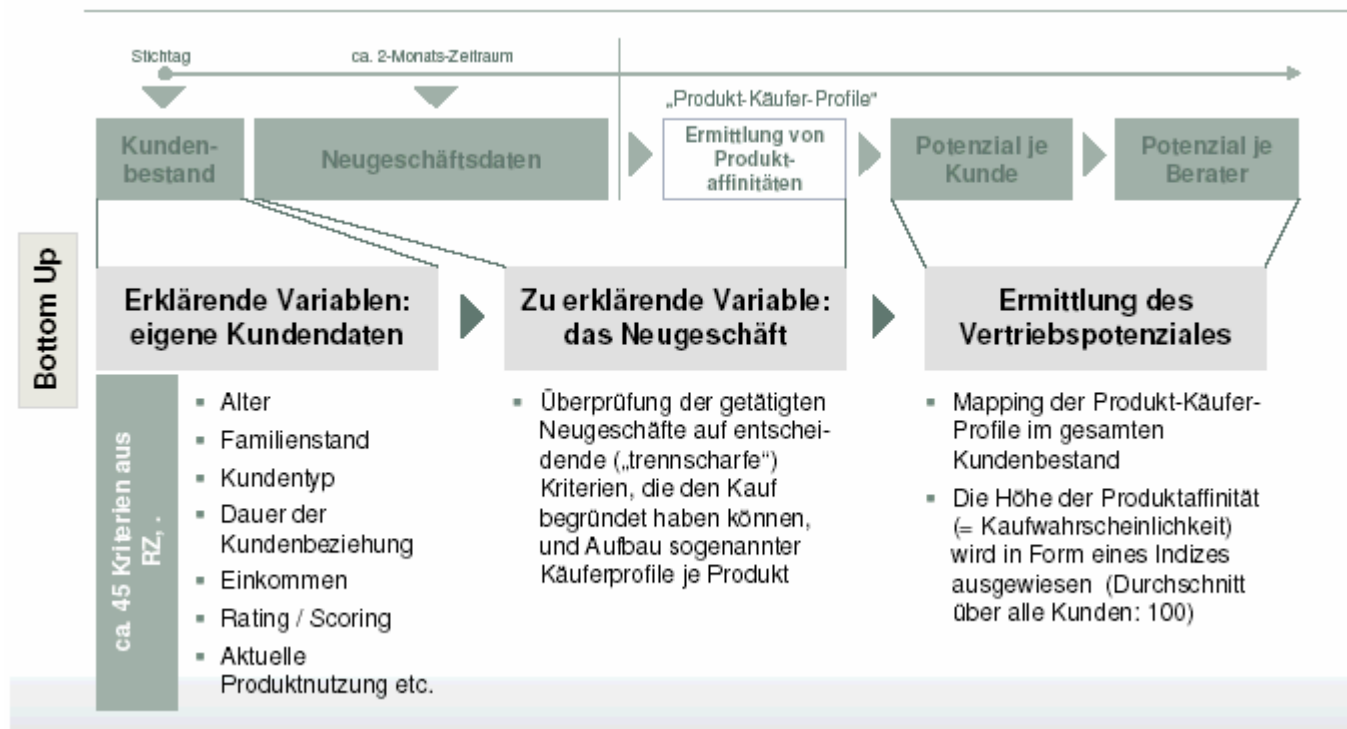 Stichtag
ca. 2-Monats-Zeitraum
„Produkt-Käufer-Profile“
Kunden-
bestand
Neugeschäftsdaten
Ermittlung von
Produkt-
affinitäten
Potenzial je
Kunde
Potenzial je
Berater
Bottom Up
Erklärende Variablen:
eigene Kundendaten
Zu erklärende Variable:
das Neugeschäft
Ermittlung des
Vertriebspotenziales
ca. 45 Kriterien aus
RZ, .
▪ Alter
▪ Familienstand
▪ Kundentyp
▪ Dauer der
Kundenbeziehung
▪ Einkommen
▪ Rating / Scoring
▪ Aktuelle
Produktnutzung etc.
▪ Überprüfung der getätigten
Neugeschäfte auf entschei-
dende („trennscharfe“)
Kriterien, die den Kauf
begründet haben können,
und Aufbau sogenannter
Käuferprofile je Produkt
▪ Mapping der Produkt-Käufer-
Profile im gesamten
Kundenbestand
▪ Die Höhe der Produktaffinität
(= Kaufwahrscheinlichkeit)
wird in Form eines Indizes
ausgewiesen (Durchschnitt
über alle Kunden: 100)